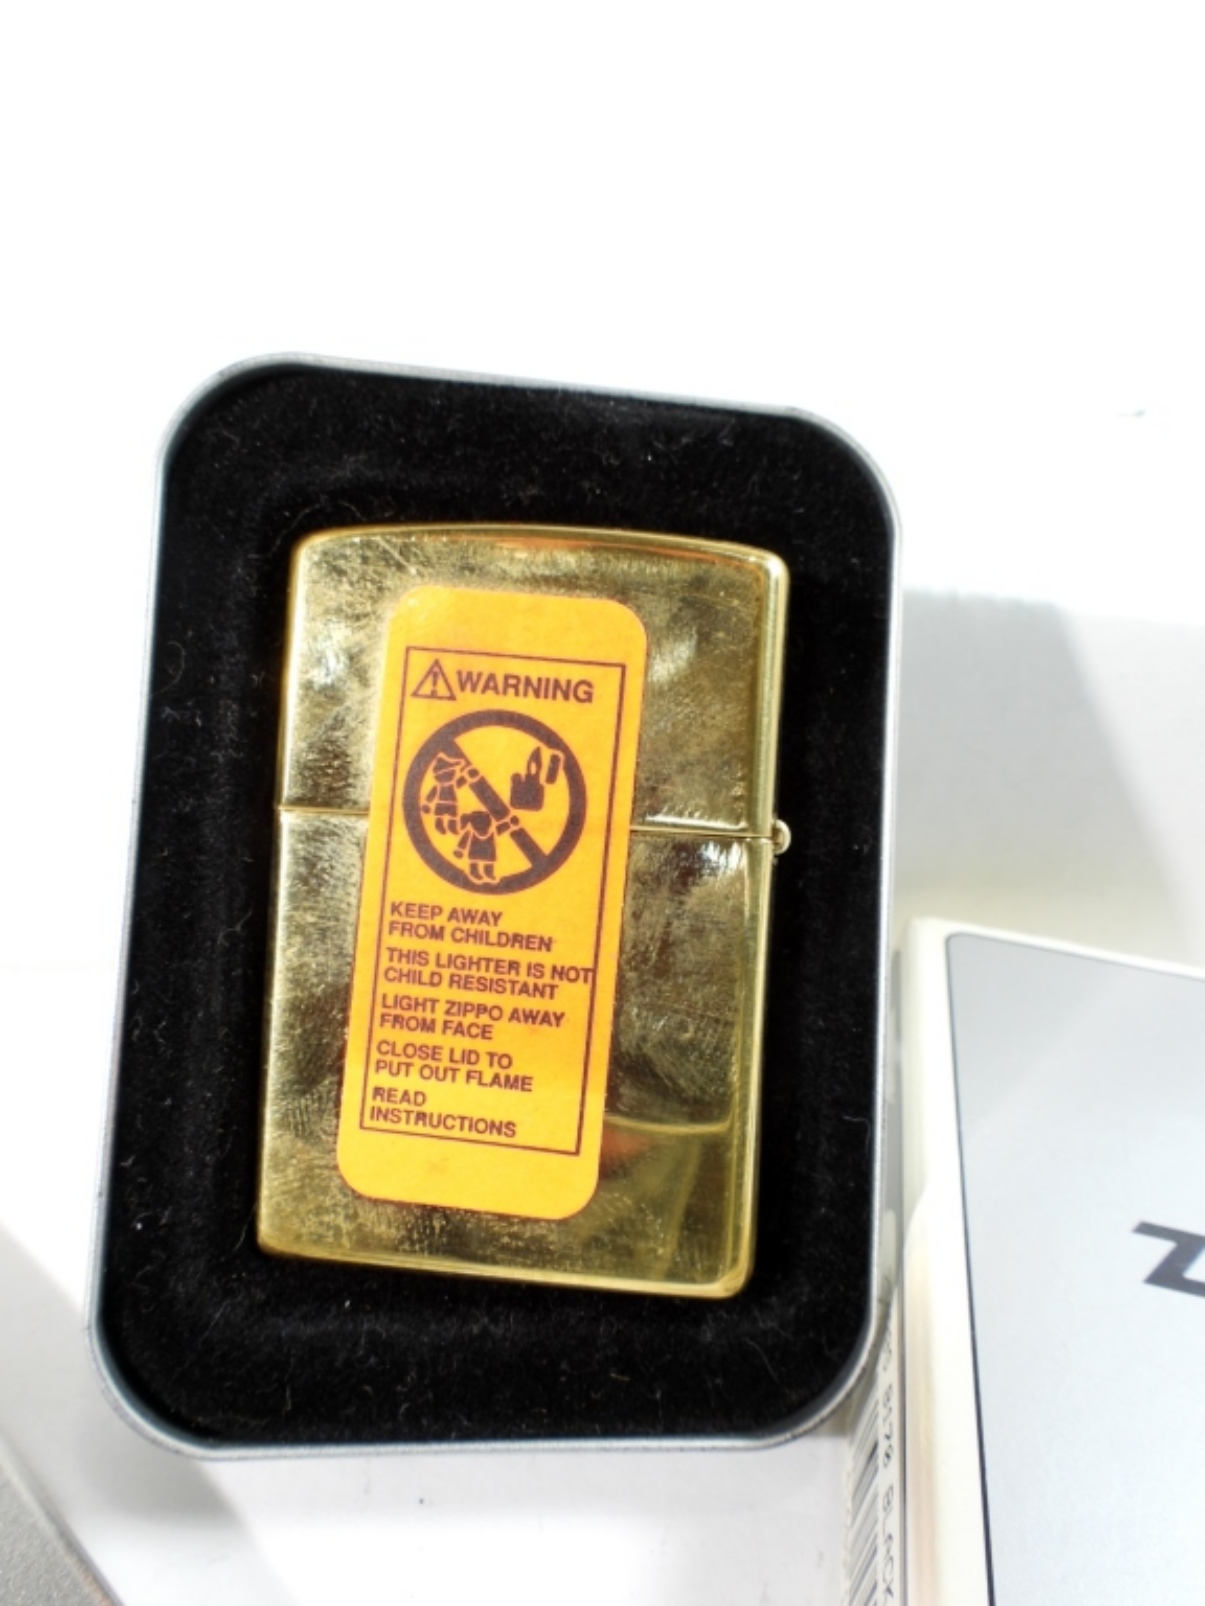 WARNING
KEEP AWAY
FROM CHILDREN
THIS LIGHTER IS NOT
CHILD RESISTANT
LIGHT ZIPPO AWAY
FROM FACE
CLOSE LID TO
PUT OUT FLAME
READ
INSTRUCTIONS